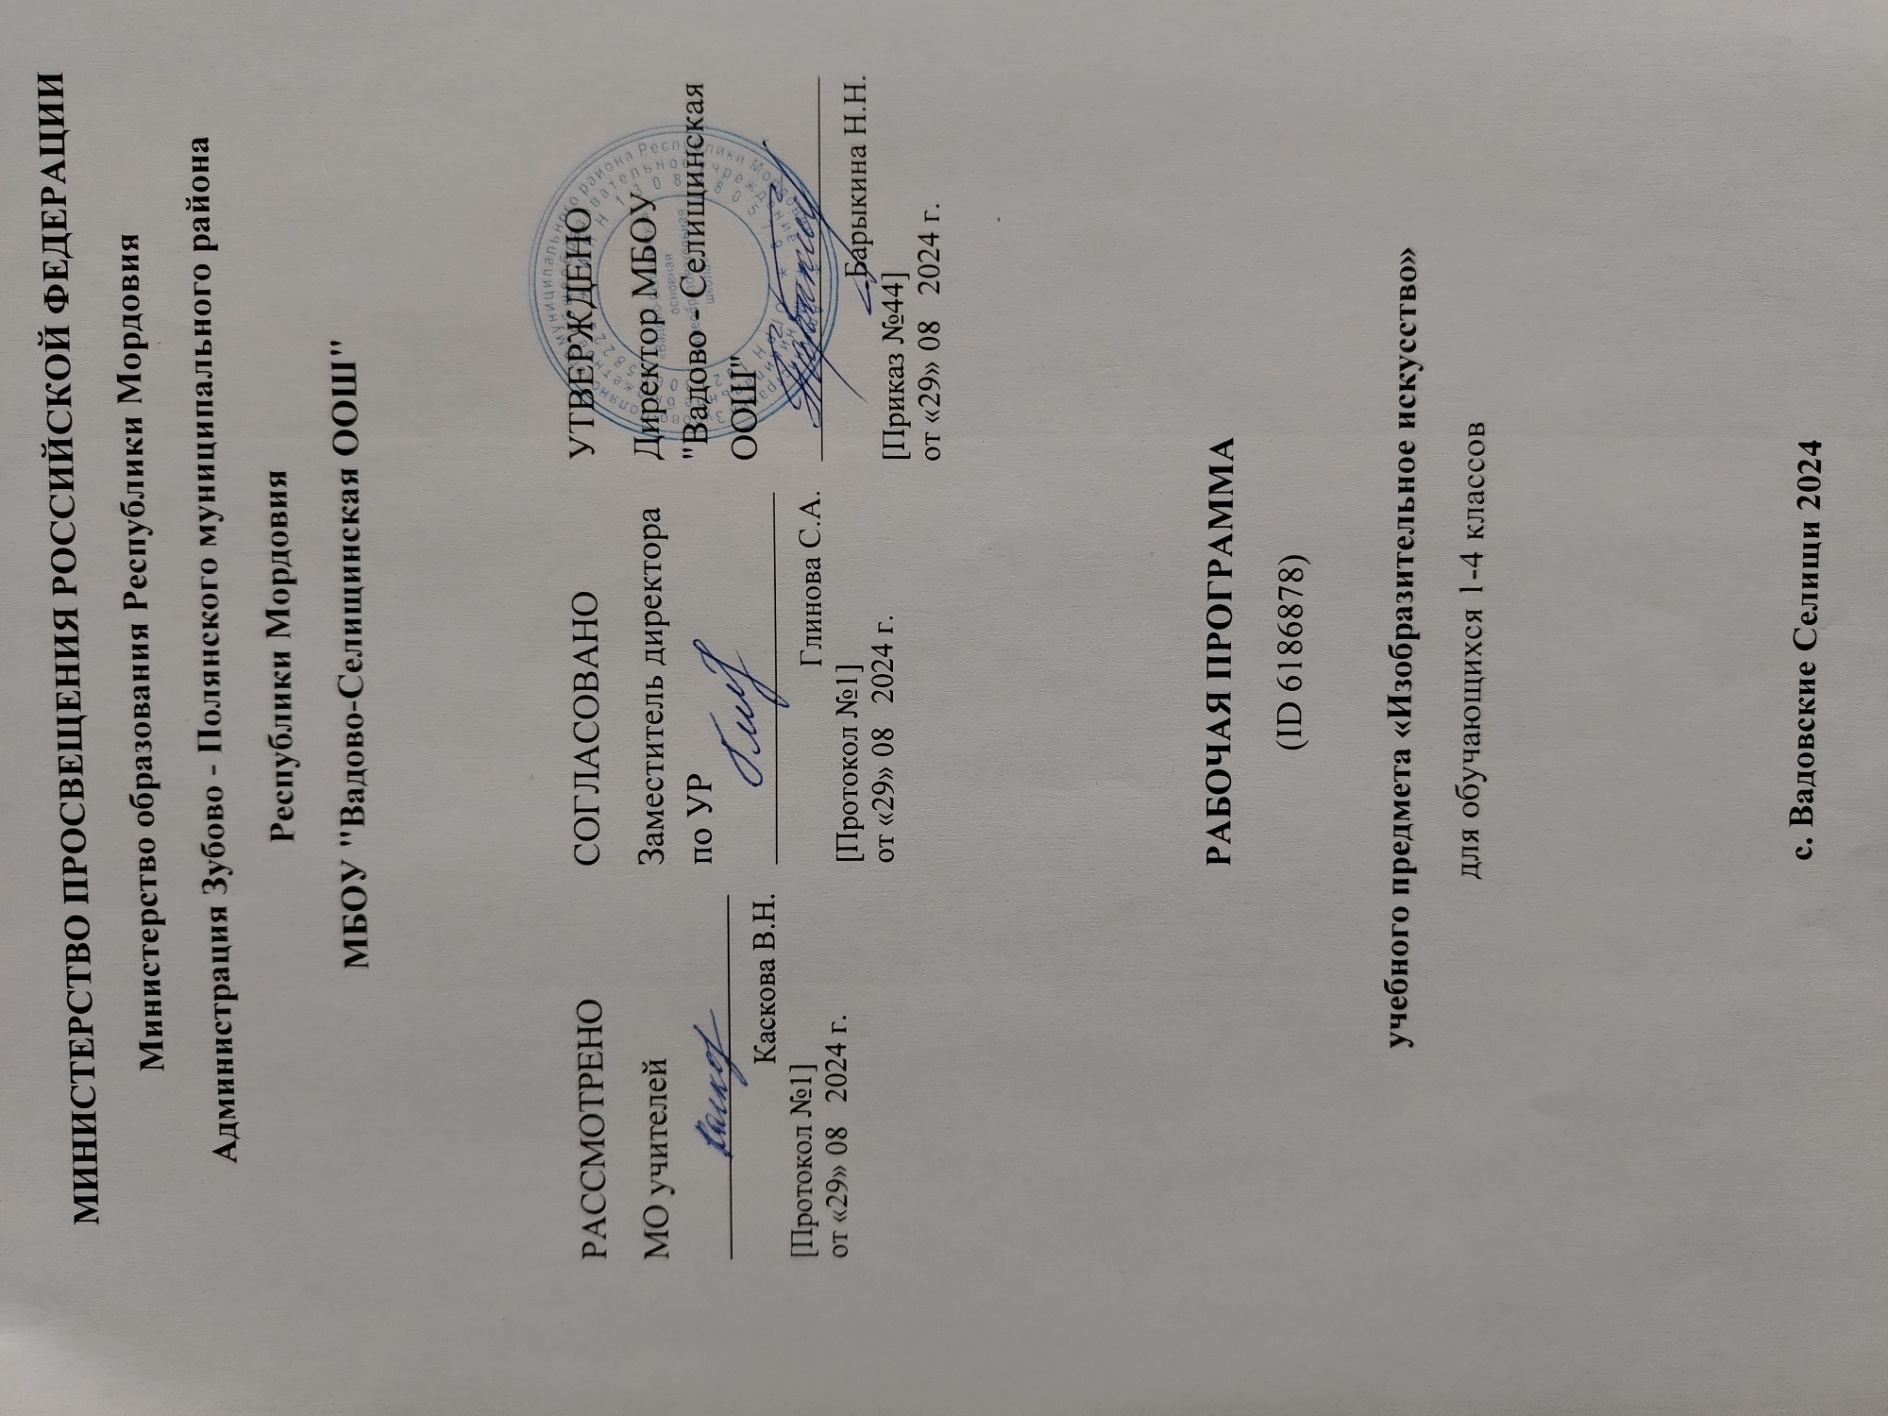 МИНИСТЕРСТВО ПРОСВЕЩЕНИЯ РОССИЙСКОЙ ФЕДЕРАЦИИ
Министерство образования Республики Мордовия
Администрация Зубово - Полянского муниципального района
Республики Мордовия
МБОУ "Вадово-Селищинская ООШ"
РАССМОТРЕНО
МО учителей
Каскова В.Н.
[Протокол №1]
от «29» 08 2024 г.
СОГЛАСОВАНО
Заместитель директора
по УР
Глинова С.А.
[Протокол №1]
от «29» 08 2024 г.
УТВЕРЖДЕНО
Директор МБОУ
"Вадово - Селищинская
ООШ"
Барыкина Н.Н.
[Приказ №44]
от «29» 08 2024 г.
РАБОЧАЯ ПРОГРАММА
(ID 6186878)
учебного предмета «Изобразительное искусство»
для обучающихся 1-4 классов
с. Вадовские Селищи 2024